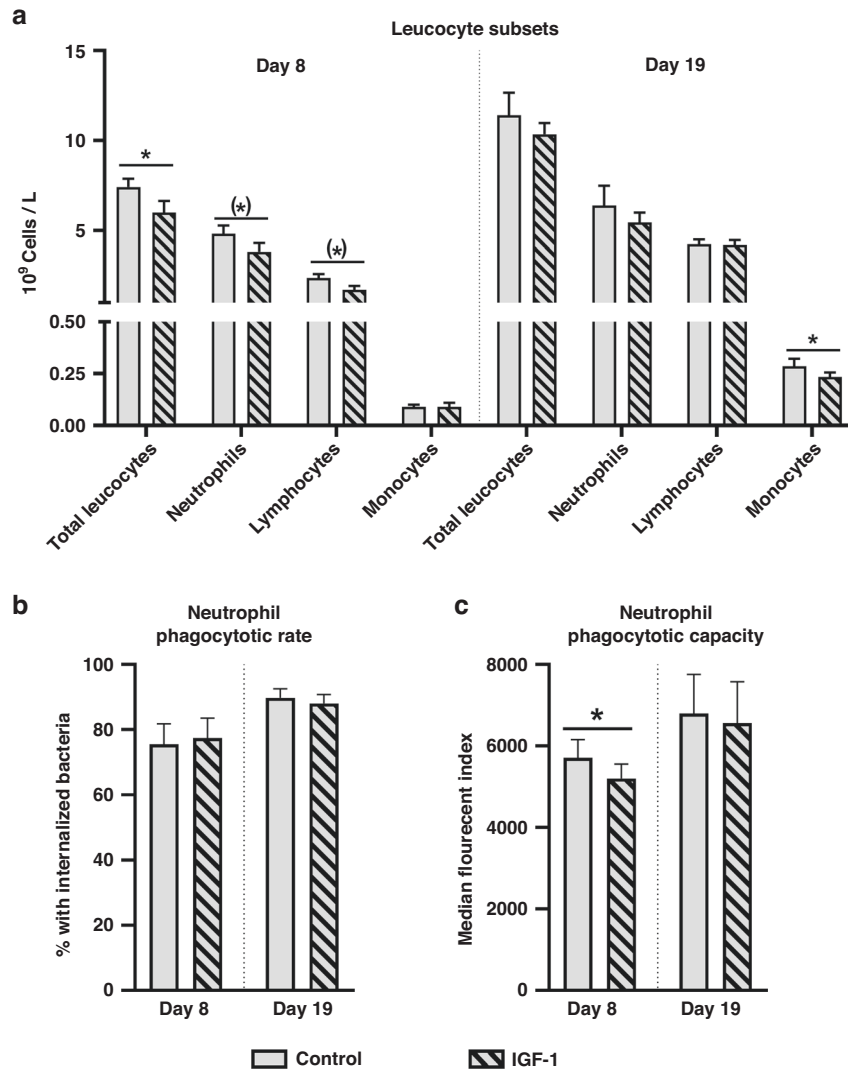 a
Leucocyte subsets
Day 8
Day 19
10⁹ Cells / L
15
10
5
0.50
0.25
0.00
*
(*)
(*)
*
Total leucocytes
Neutrophils
Lymphocytes
Monocytes
Total leucocytes
Neutrophils
Lymphocytes
Monocytes
b
Neutrophil
phagocytotic rate
% with internalized bacteria
100
80
60
40
20
0
Day 8
Day 19
c
Neutrophil
phagocytotic capacity
Median flourecent index
8000
6000
4000
2000
0
*
Day 8
Day 19
Control
IGF-1